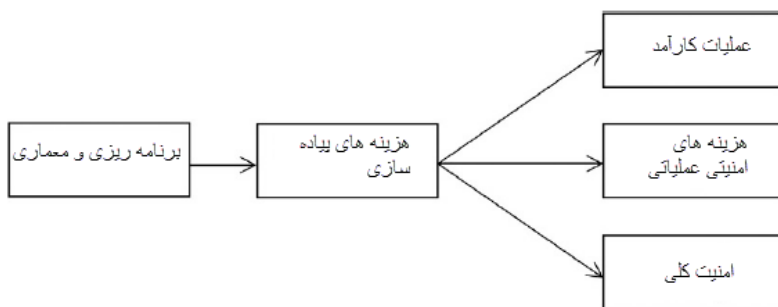 عملیات کارآمد
برنامه ریزی و معماری
هزینه های پیاده
سازی
هزینه های
امنیتی عملیاتی
امنیت کلی